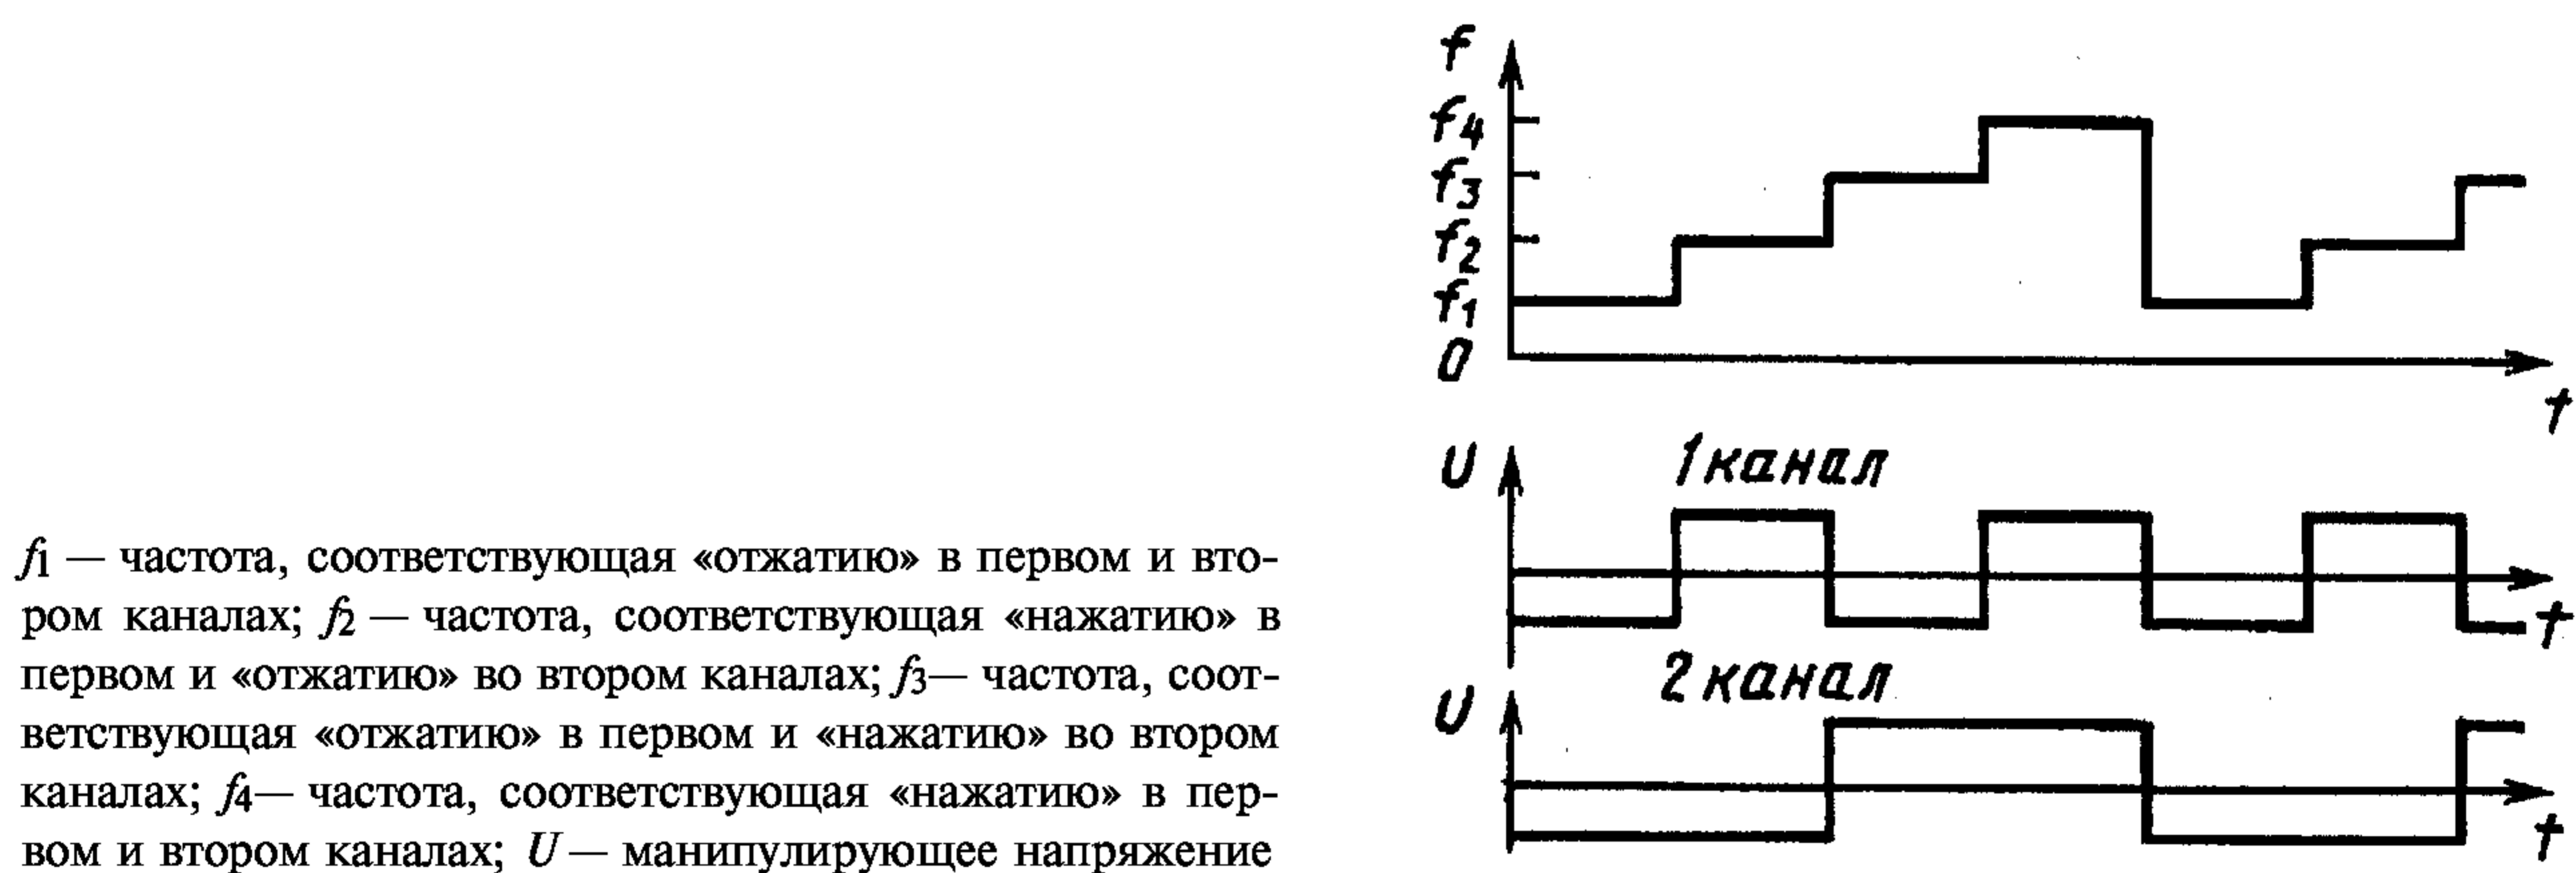 f
f4
f3
f2
f1
0
t
U
1 канал
t
2 канал
U
t
f1 — частота, соответствующая «отжатию» в первом и вто-
ром каналах; f2 — частота, соответствующая «нажатию» в
первом и «отжатию» во втором каналах; f3— частота, соот-
ветствующая «отжатию» в первом и «нажатию» во втором
каналах; f4— частота, соответствующая «нажатию» в пер-
вом и втором каналах; U — манипулирующее напряжение